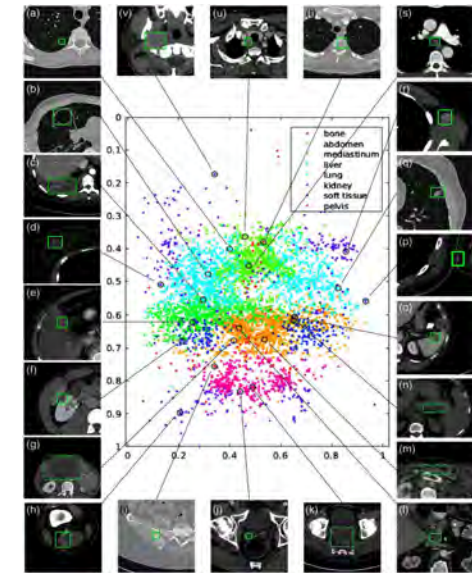 (a) (v) (u) (t) (s)
(b) (r)
(c) (q)
(d) (p)
(e) (o)
(f) (n)
(g) (m)
(h) (i) (j) (k) (l)
0
0.1
0.2
0.3
0.4
0.5
0.6
0.7
0.8
0.9
1
0 0.2 0.4 0.6 0.8 1
bone
abdomen
mediastinum
liver
lung
kidney
soft tissue
pelvis